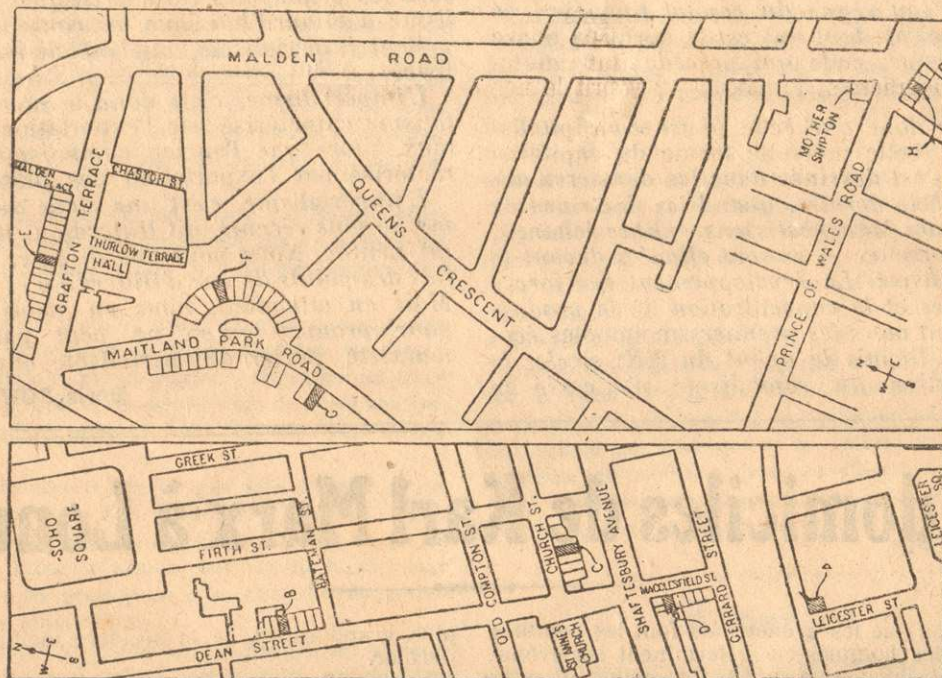 MALDEN ROAD
MALDEN PLACE
GRAFTON TERRACE
CHASTON ST.
THURLOW TERRACE
HALL
E
F
MAITLAND PARK ROAD
G
QUEEN'S CRESCENT
MOTHER SHIPTON
PRINCE OF WALES ROAD
H
GREEK ST.
SOHO SQUARE
FIRTH ST.
BATEMAN ST.
B
DEAN STREET
N
E
S
W
OLD COMPTON ST.
CHURCH ST.
C
ST ANNE'S CHURCH
SHAFTESBURY AVENUE
MACCLESFIELD ST.
GERARD STREET
A
LEICESTER ST.
LEICESTER SQ.